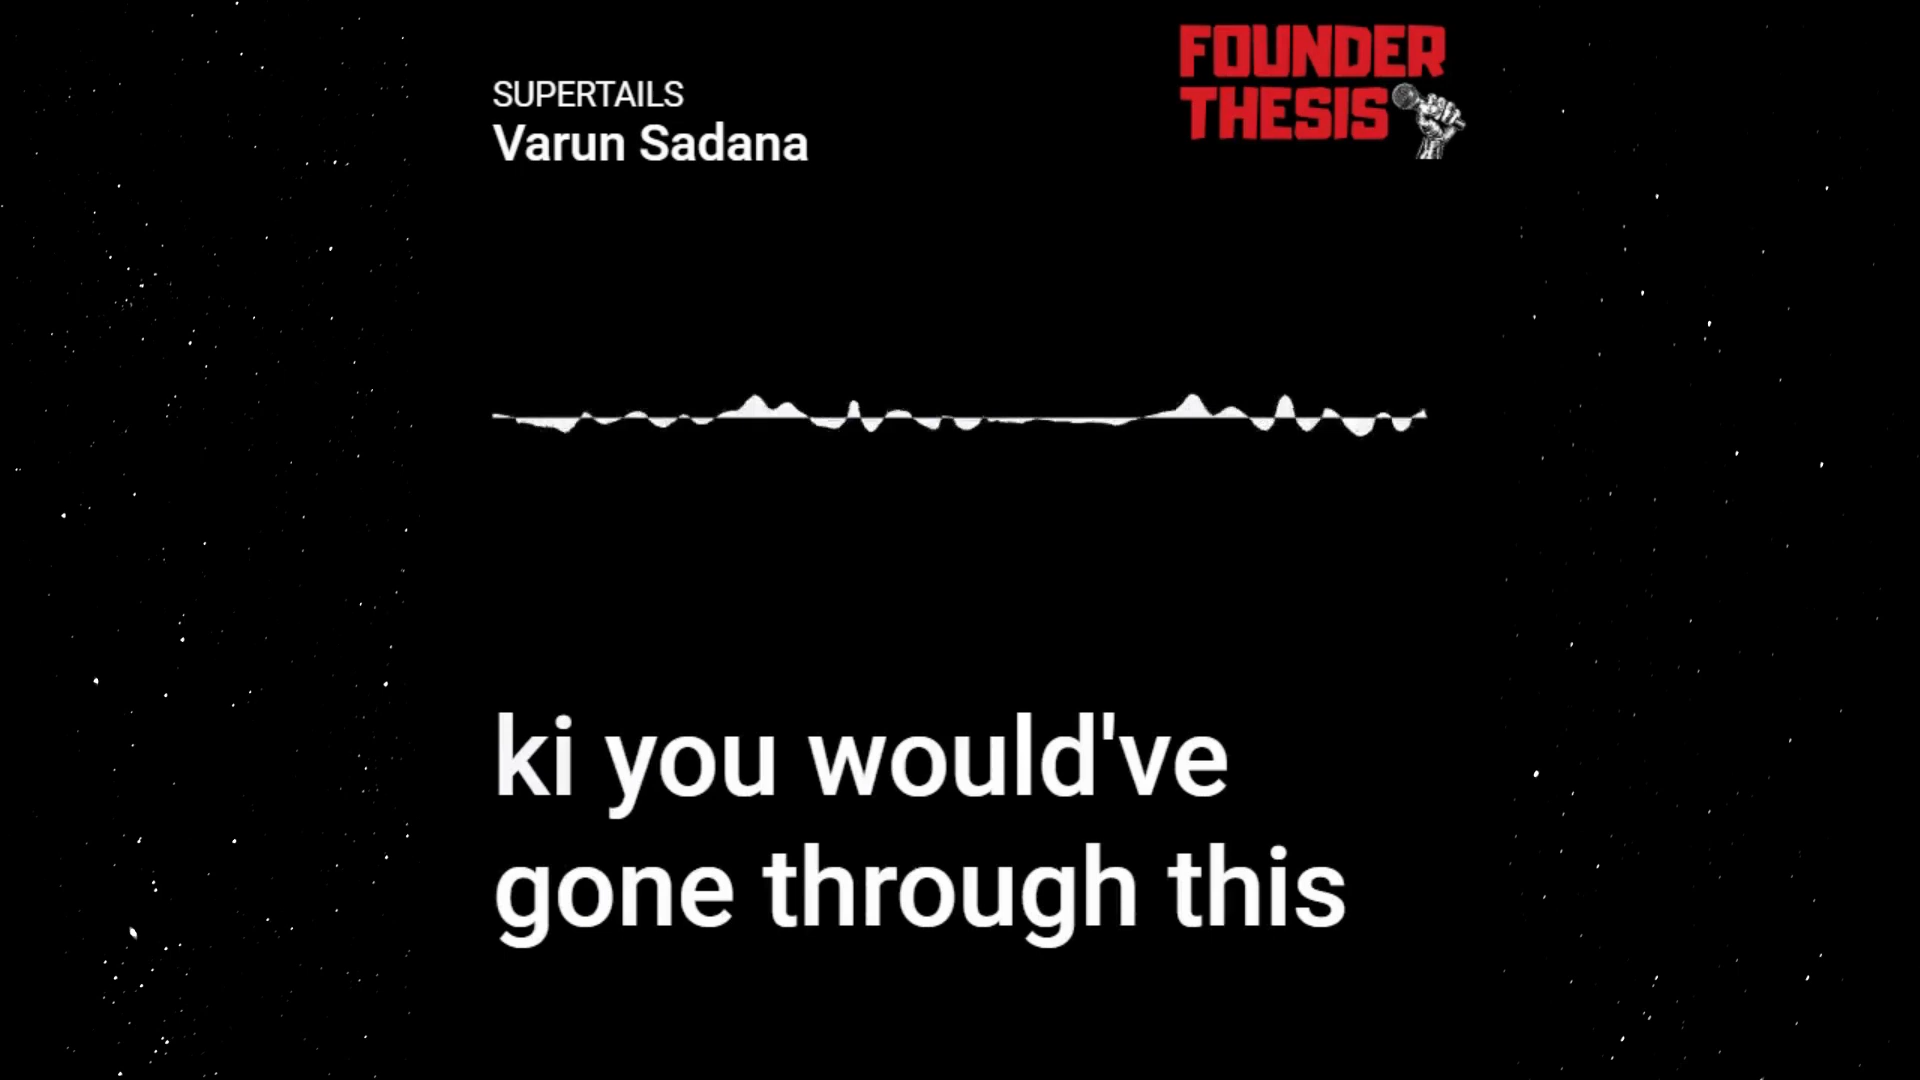 SUPERTAILS
Varun Sadana
FOUNDER
THESIS
ki you would've
gone through this